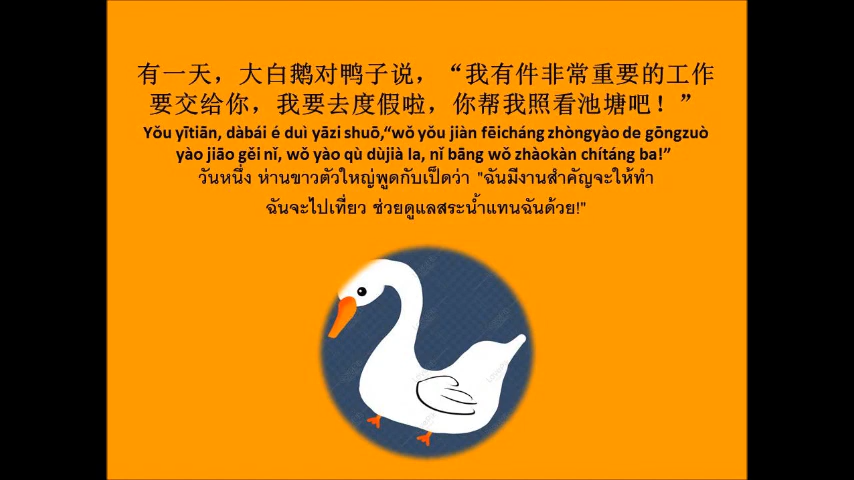 有一天，大白鹅对鸭子说，“我有件非常重要的工作
要交给你，我要去度假啦，你帮我照看池塘吧！”
Yǒu yītiān, dàbái é duì yāzi shuō,“wǒ yǒu jiàn fēicháng zhòngyào de gōngzuò
yào jiāo gěi nǐ, wǒ yào qù dùjià la, nǐ bāng wǒ zhàokàn chítáng ba!”
วันหนึ่ง ห่านขาวตัวใหญ่พูดกับเป็ดว่า "ฉันมีงานสำคัญจะให้ทำ
ฉันจะไปเที่ยว ช่วยดูแลสระน้ำแทนฉันด้วย!"